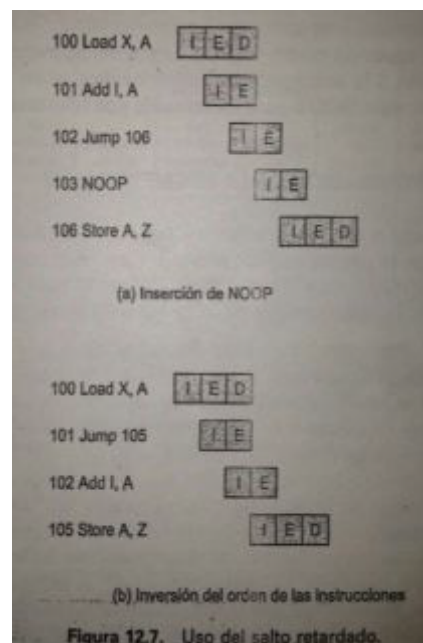 100 Load X, A I E D
101 Add I, A I E
102 Jump 106 I E
103 NOOP I E
106 Store A, Z I E D
(a) Inserción de NOOP
100 Load X, A I E D
101 Jump 105 I E
102 Add I, A I E
105 Store A, Z I E D
(b) Inversión del orden de las instrucciones
Figura 12.7. Uso del salto retardado.